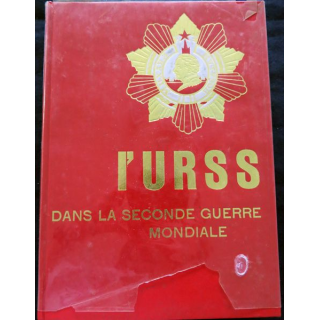 l'URSS
DANS LA SECONDE GUERRE
MONDIALE